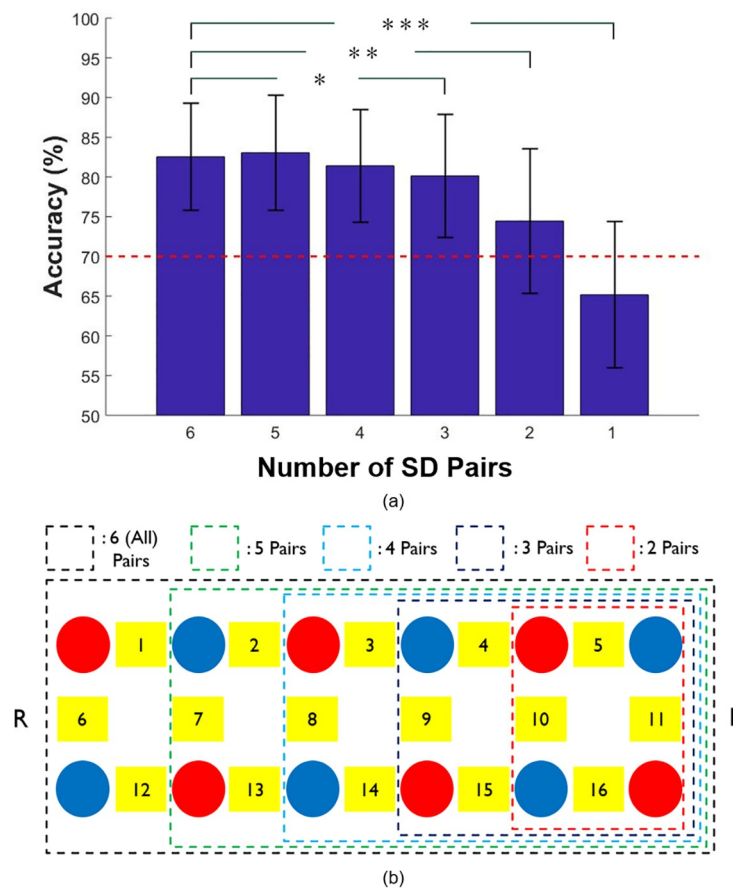 100
95
90
85
80
75
70
65
60
55
50
Accuracy (%)
***
**
*
6 5 4 3 2 1
Number of SD Pairs
(a)
: 6 (All) Pairs
: 5 Pairs
: 4 Pairs
: 3 Pairs
: 2 Pairs
1 2 3 4 5
R
6 7 8 9 10 11
12 13 14 15 16
(b)